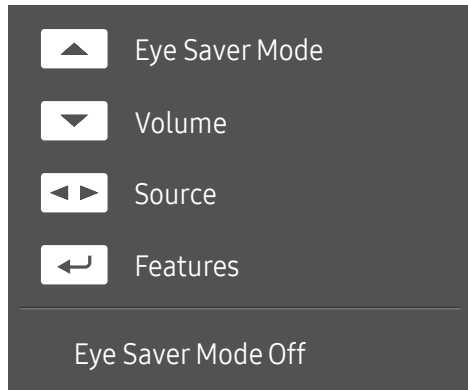 Eye Saver Mode
Volume
Source
Features
Eye Saver Mode Off